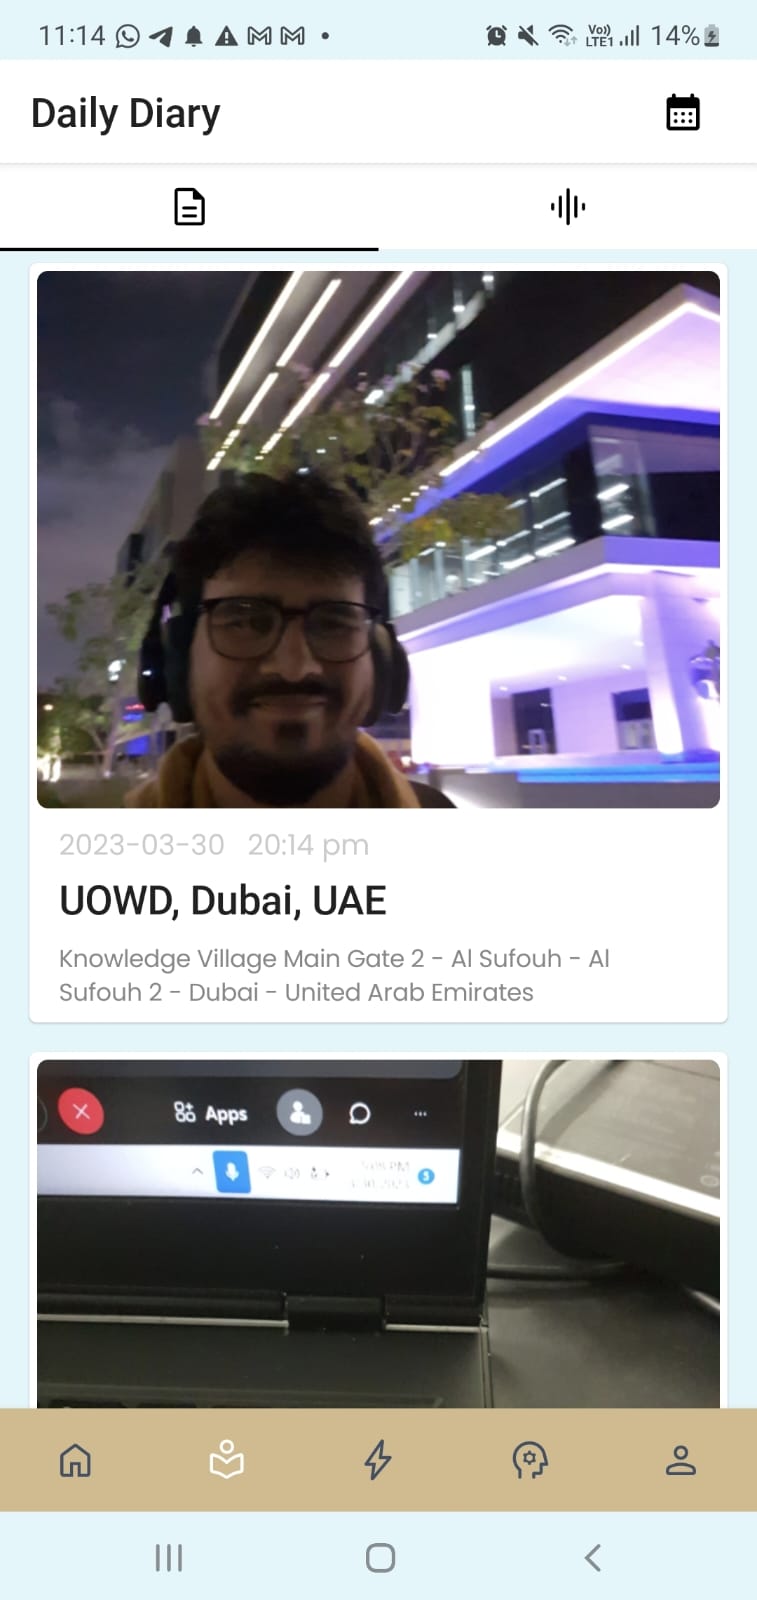 11:14
Vo))
LTE1
14%
Daily Diary
2023-03-30 20:14 pm
UOWD, Dubai, UAE
Knowledge Village Main Gate 2 - Al Sufouh - Al
Sufouh 2 - Dubai - United Arab Emirates
Apps